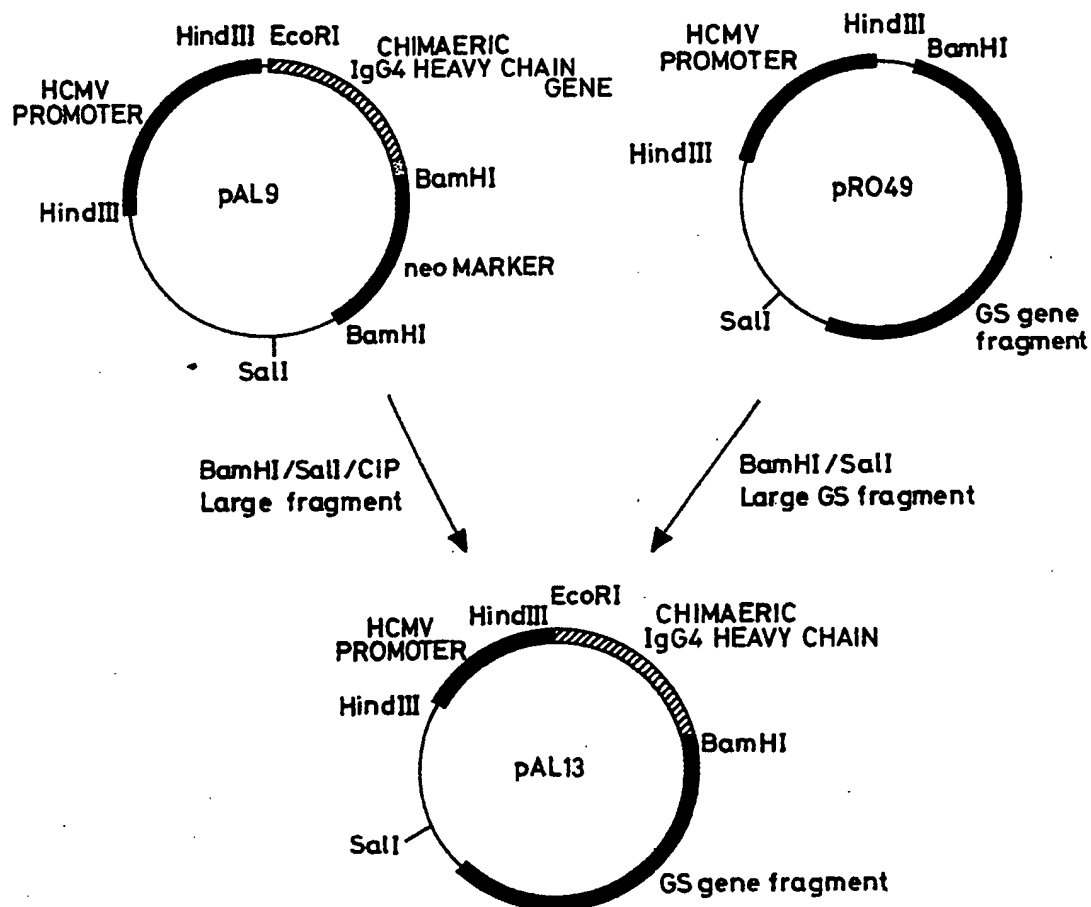 HindIII EcoRI
CHIMAERIC
IgG4 HEAVY CHAIN
GENE
HCMV
PROMOTER
HindIII
pAL9
BamHI
neo MARKER
BamHI
SalI
HCMV
PROMOTER
HindIII
BamHI
HindIII
pRO49
SalI
GS gene
fragment
BamHI/SalI/CIP
Large fragment
BamHI/SalI
Large GS fragment
HindIII
EcoRI
CHIMAERIC
IgG4 HEAVY CHAIN
HCMV
PROMOTER
HindIII
BamHI
pAL13
SalI
GS gene fragment